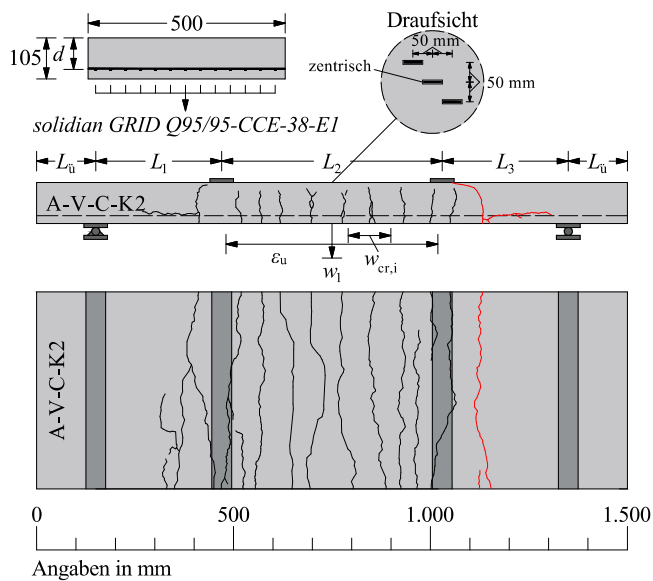 500
Draufsicht
105
d
50 mm
zentrisch
50 mm
solidian GRID Q95/95-CCE-38-E1
Lü
L1
L2
L3
Lü
A-V-C-K2
εu
w1
wcr,i
A-V-C-K2
0
500
1.000
1.500
Angaben in mm